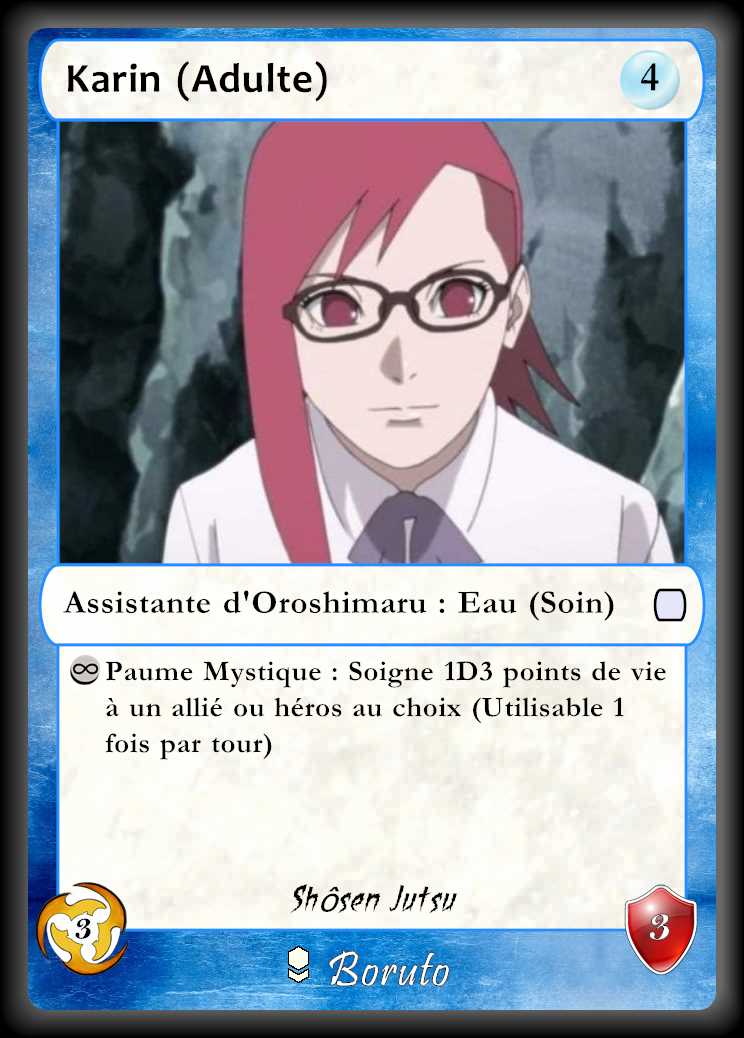 Karin (Adulte)
4
Assistante d'Oroshimaru : Eau (Soin)
∞ Paume Mystique : Soigne 1D3 points de vie
à un allié ou héros au choix (Utilisable 1
fois par tour)
Shôsen Jutsu
3
3
Boruto